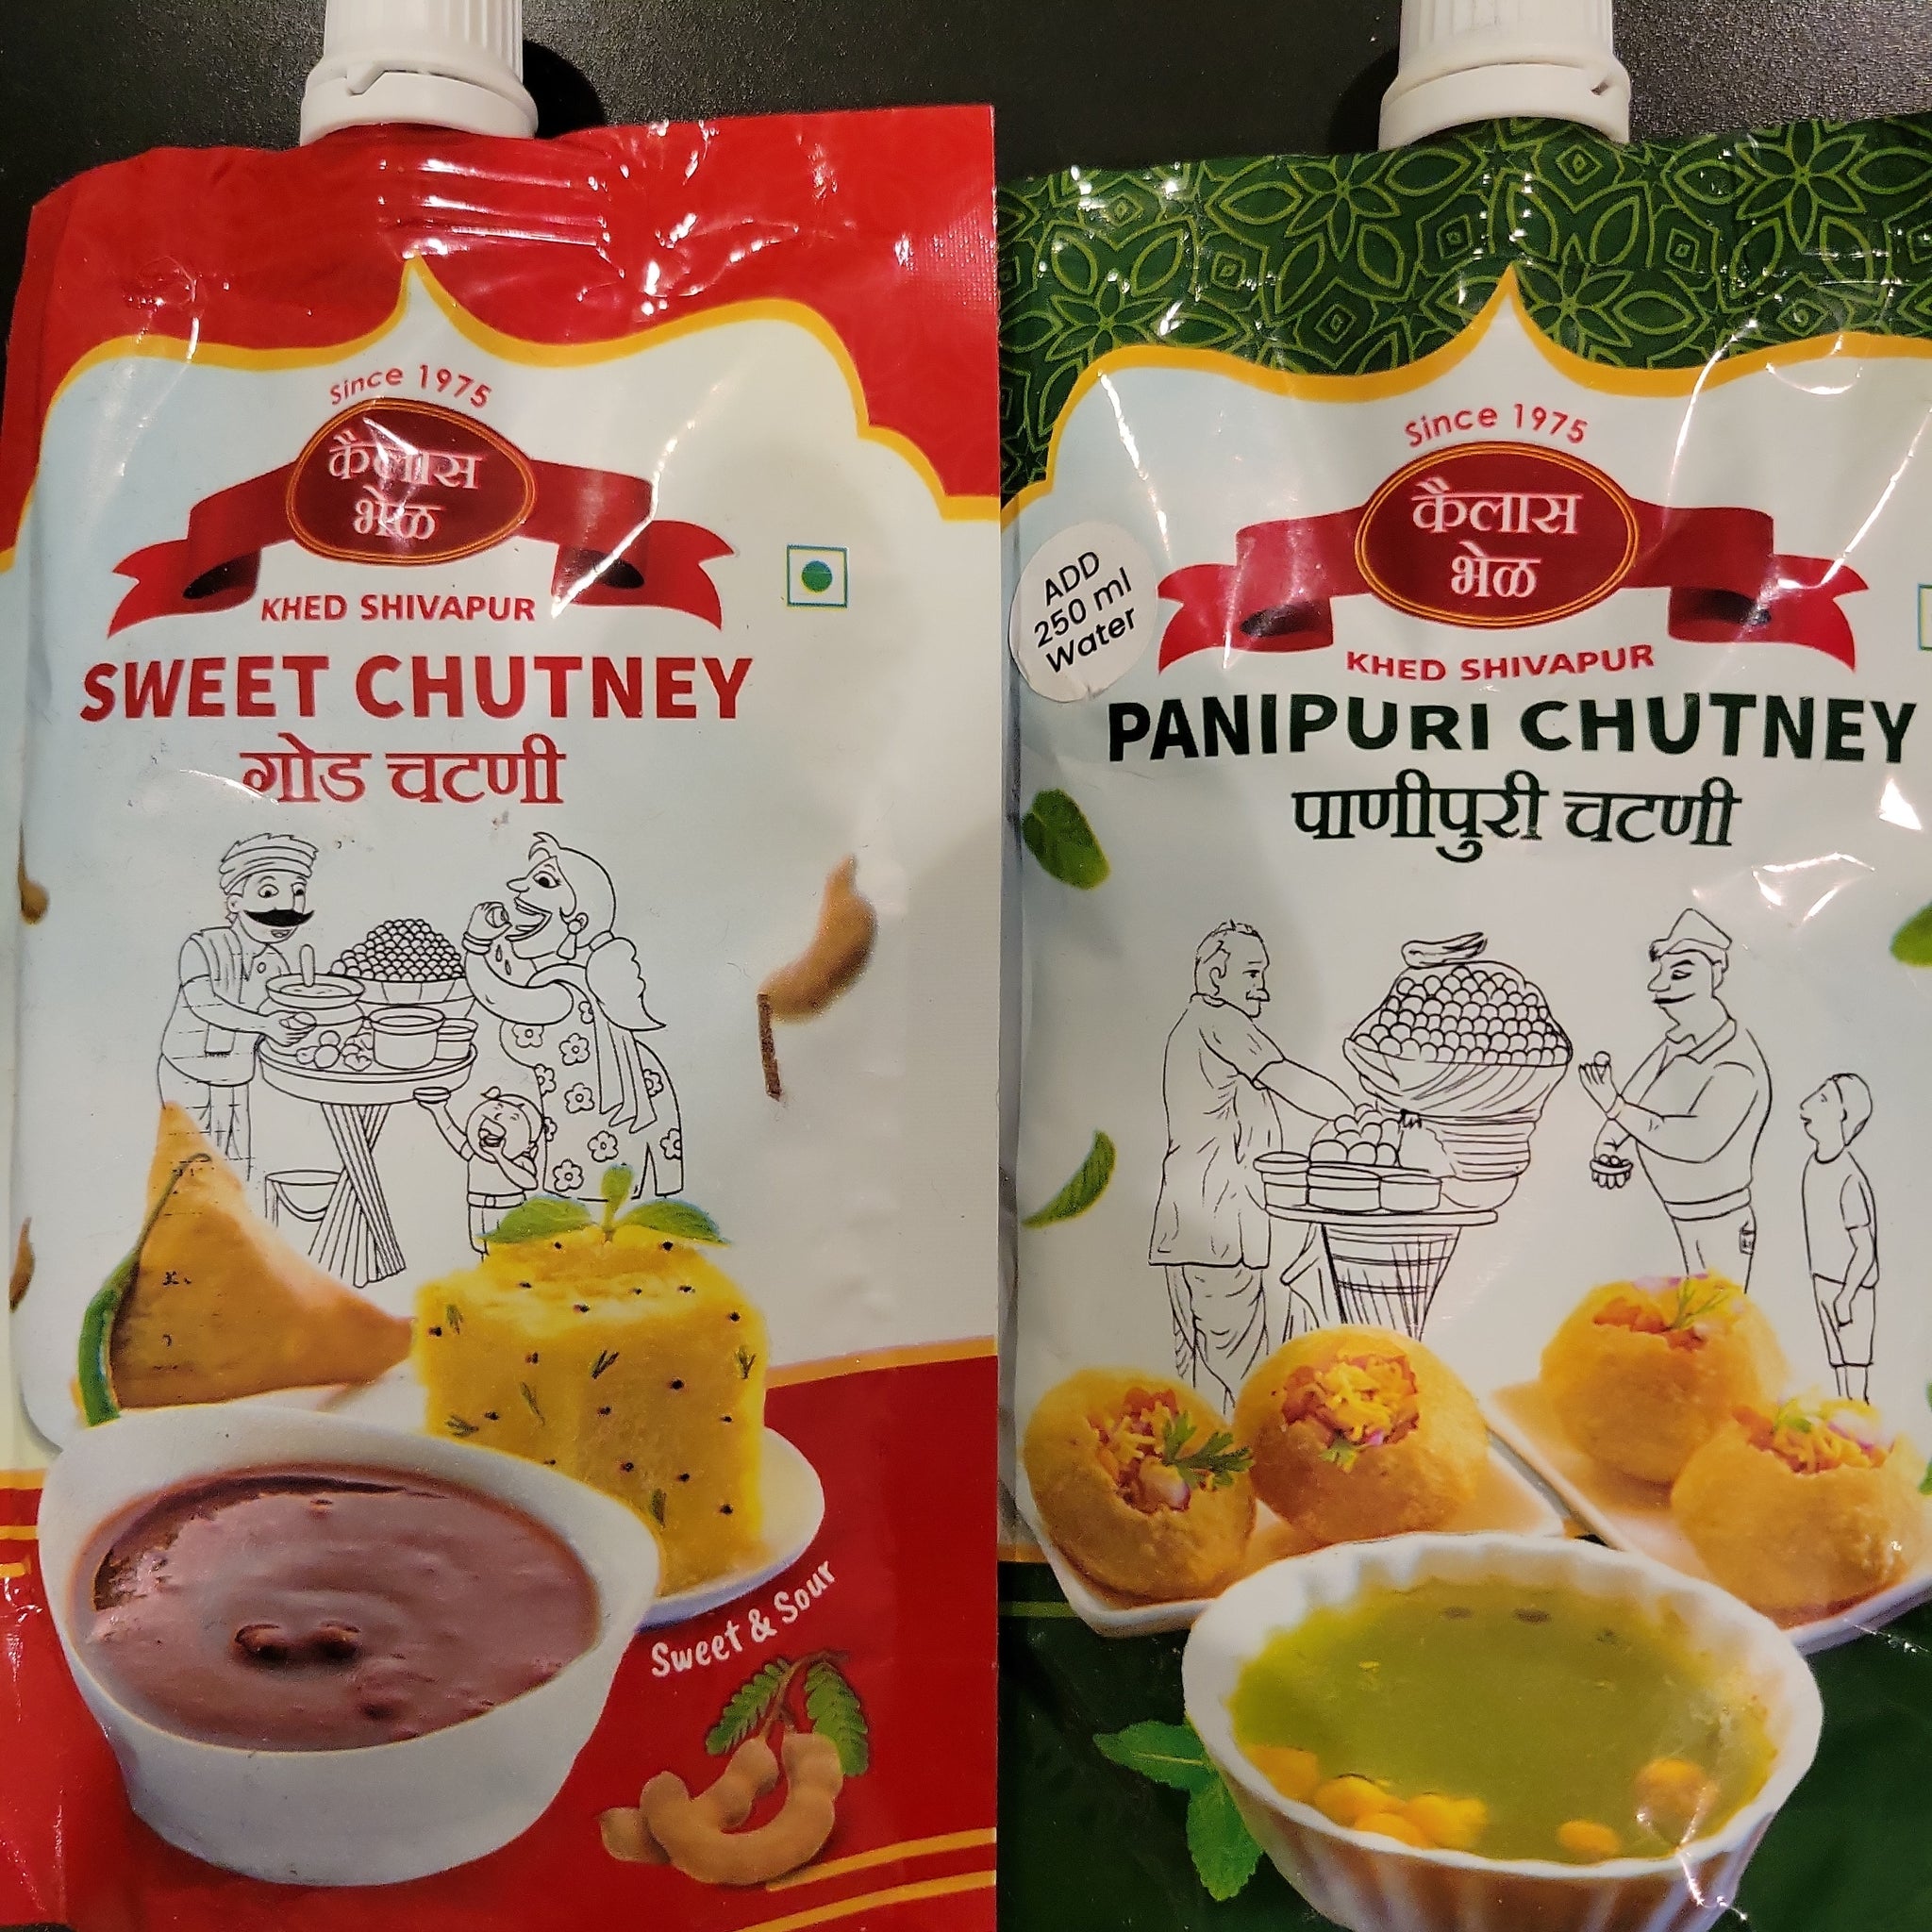 Since 1975
कैलास
भेळ
KHED SHIVAPUR
SWEET CHUTNEY
गोड चटणी
Sweet & Sour
Since 1975
कैलास
भेळ
ADD
250 ml
Water
KHED SHIVAPUR
PANIPURI CHUTNEY
पाणीपुरी चटणी